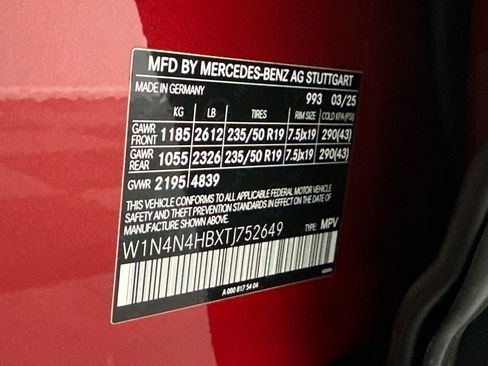 MFD BY MERCEDES-BENZ AG STUTTGART
MADE IN GERMANY 993 03/25
KG LB TIRES RIM SIZE COLD KPA (PSI)
GAWR FRONT 1185 2612 235/50 R19 7.5Jx19 290(43)
GAWR REAR 1055 2326 235/50 R19 7.5Jx19 290(43)
GVWR 2195 4839
THIS VEHICLE CONFORMS TO ALL APPLICABLE FEDERAL MOTOR VEHICLE
SAFETY AND THEFT PREVENTION STANDARDS IN EFFECT ON THE DATE
OF MANUFACTURE SHOWN ABOVE.
W1N4N4HBXTJ752649 TYPE: MPV
A 000 817 54 04